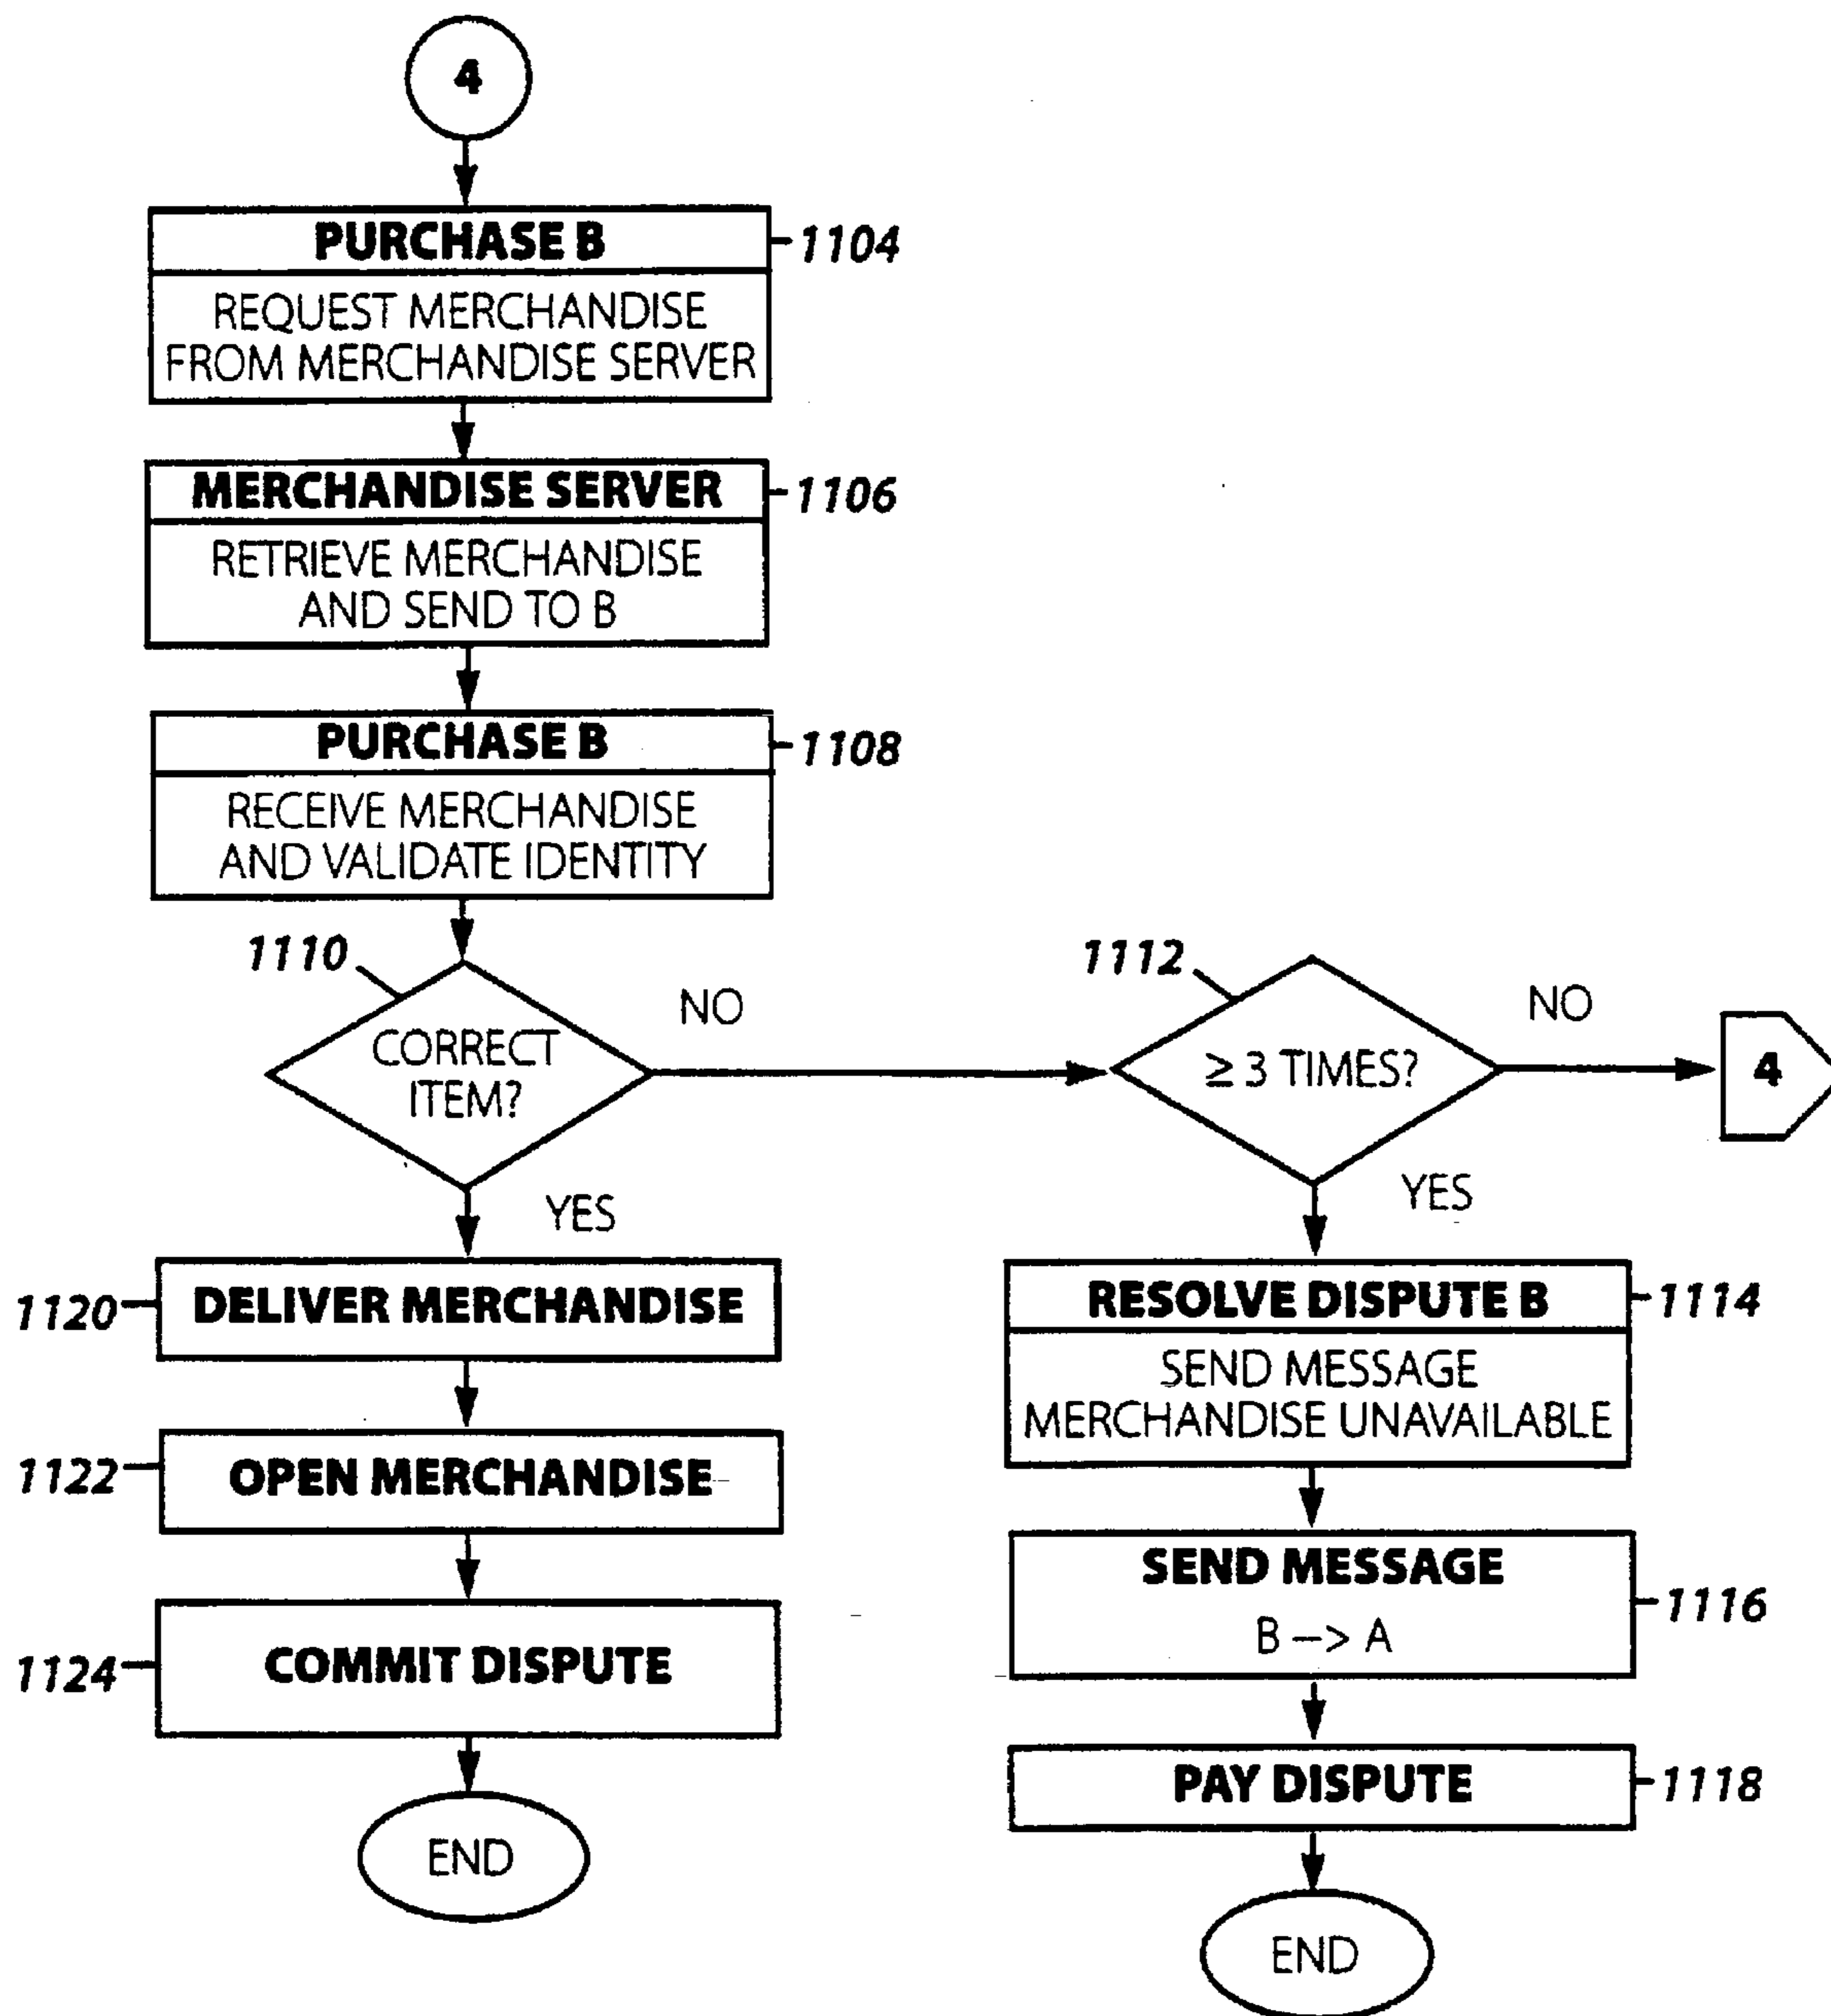 4
PURCHASE B
1104
REQUEST MERCHANDISE
FROM MERCHANDISE SERVER
MERCHANDISE SERVER
1106
RETRIEVE MERCHANDISE
AND SEND TO B
PURCHASE B
1108
RECEIVE MERCHANDISE
AND VALIDATE IDENTITY
1110
CORRECT
ITEM?
NO
YES
1112
≥ 3 TIMES?
NO
4
YES
1120
DELIVER MERCHANDISE
1122
OPEN MERCHANDISE
1124
COMMIT DISPUTE
END
RESOLVE DISPUTE B
1114
SEND MESSAGE
MERCHANDISE UNAVAILABLE
SEND MESSAGE
B –> A
1116
PAY DISPUTE
1118
END